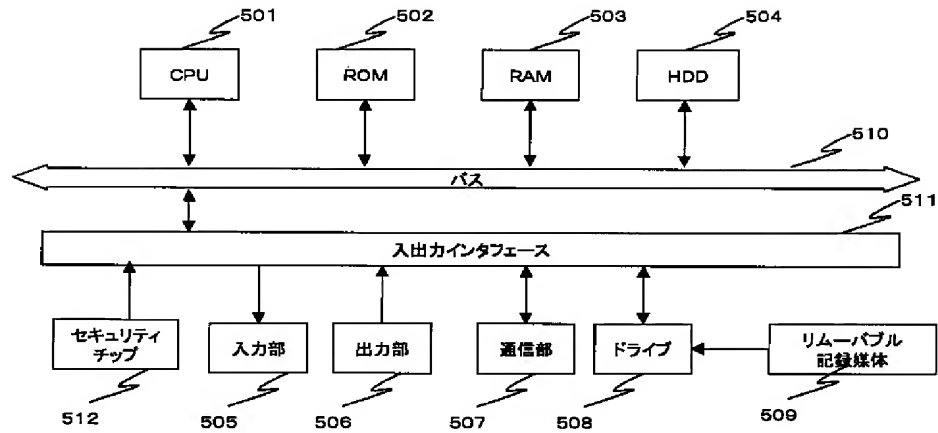 501
502
503
504
CPU
ROM
RAM
HDD
510
バス
511
入出力インタフェース
セキュリティ
チップ
入力部
出力部
通信部
ドライブ
リムーバブル
記録媒体
512
505
506
507
508
509